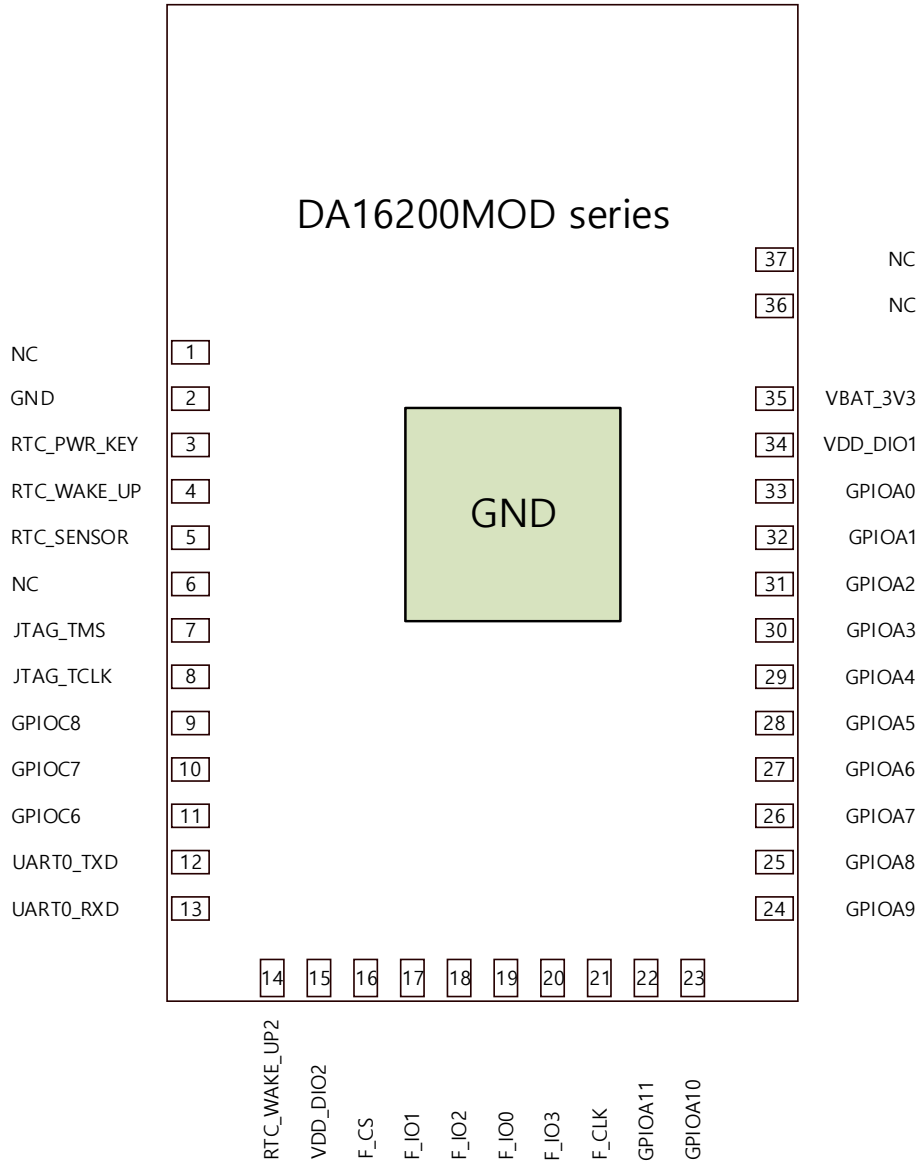 DA16200MOD series
37 NC
36 NC
NC 1
GND 2
35 VBAT_3V3
RTC_PWR_KEY 3
34 VDD_DIO1
RTC_WAKE_UP 4
GND
33 GPIOA0
RTC_SENSOR 5
32 GPIOA1
NC 6
31 GPIOA2
JTAG_TMS 7
30 GPIOA3
JTAG_TCLK 8
29 GPIOA4
GPIOC8 9
28 GPIOA5
GPIOC7 10
27 GPIOA6
GPIOC6 11
26 GPIOA7
UART0_TXD 12
25 GPIOA8
UART0_RXD 13
24 GPIOA9
14 15 16 17 18 19 20 21 22 23
RTC_WAKE_UP2
VDD_DIO2
F_CS
F_IO1
F_IO2
F_IO0
F_IO3
F_CLK
GPIOA11
GPIOA10